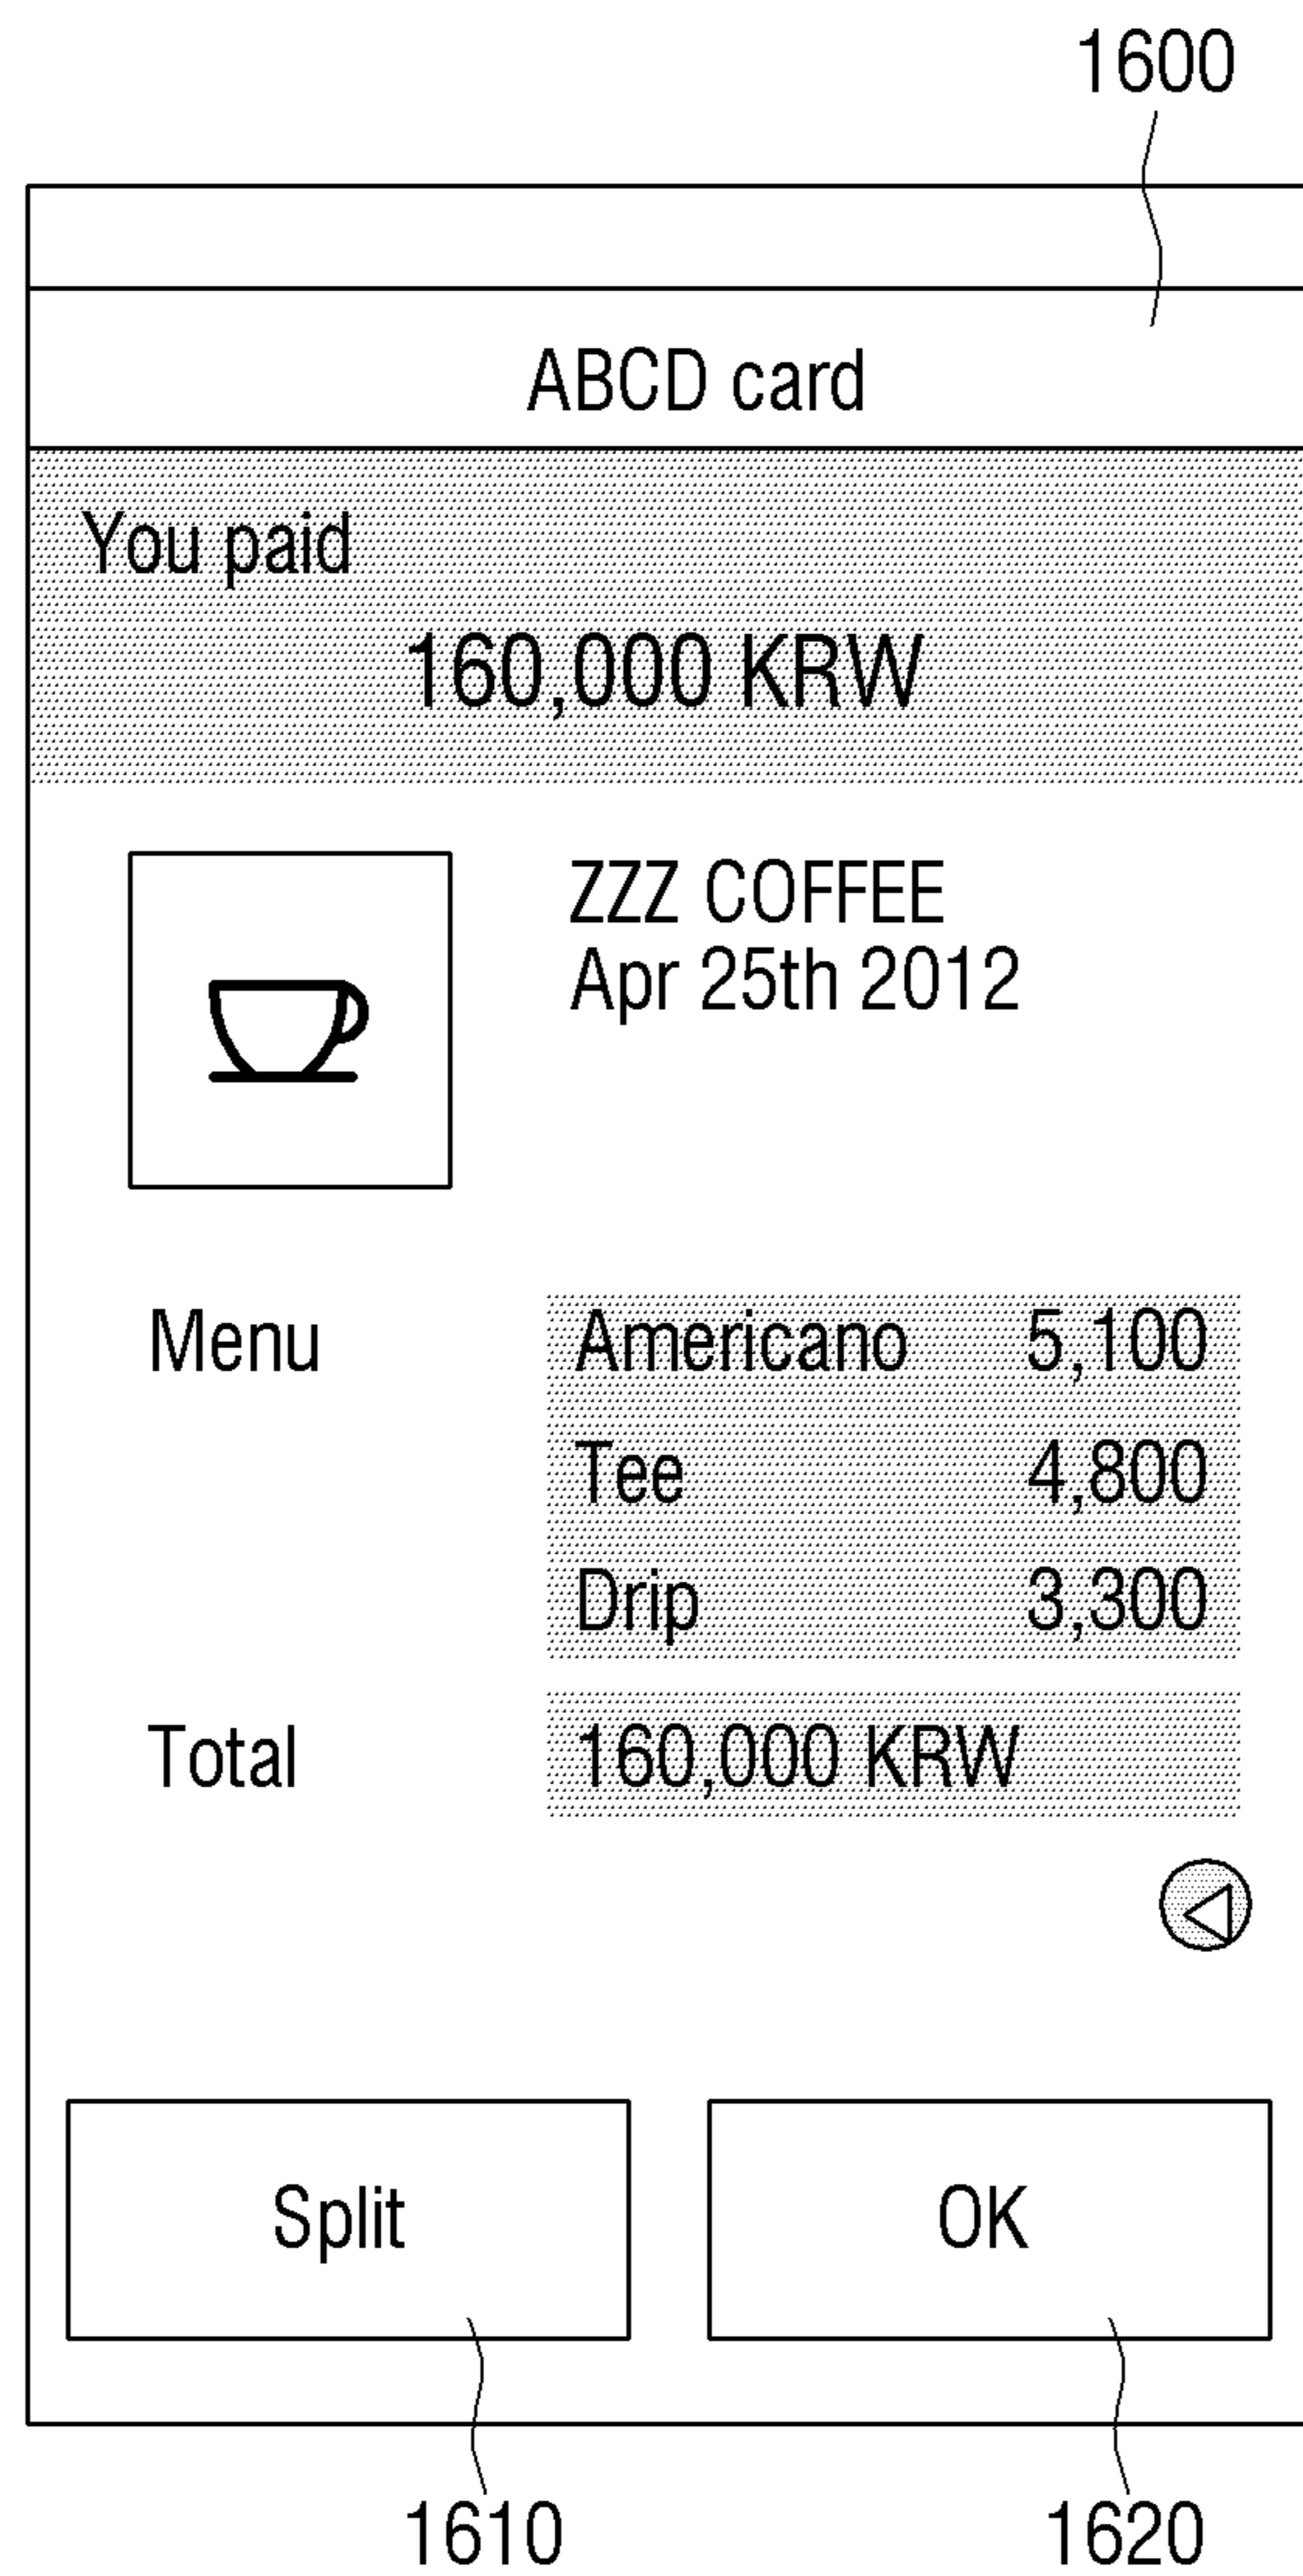 1600
ABCD card
You paid
160,000 KRW
ZZZ COFFEE
Apr 25th 2012
Menu Americano 5,100
Tee 4,800
Drip 3,300
Total 160,000 KRW
Split OK
1610 1620